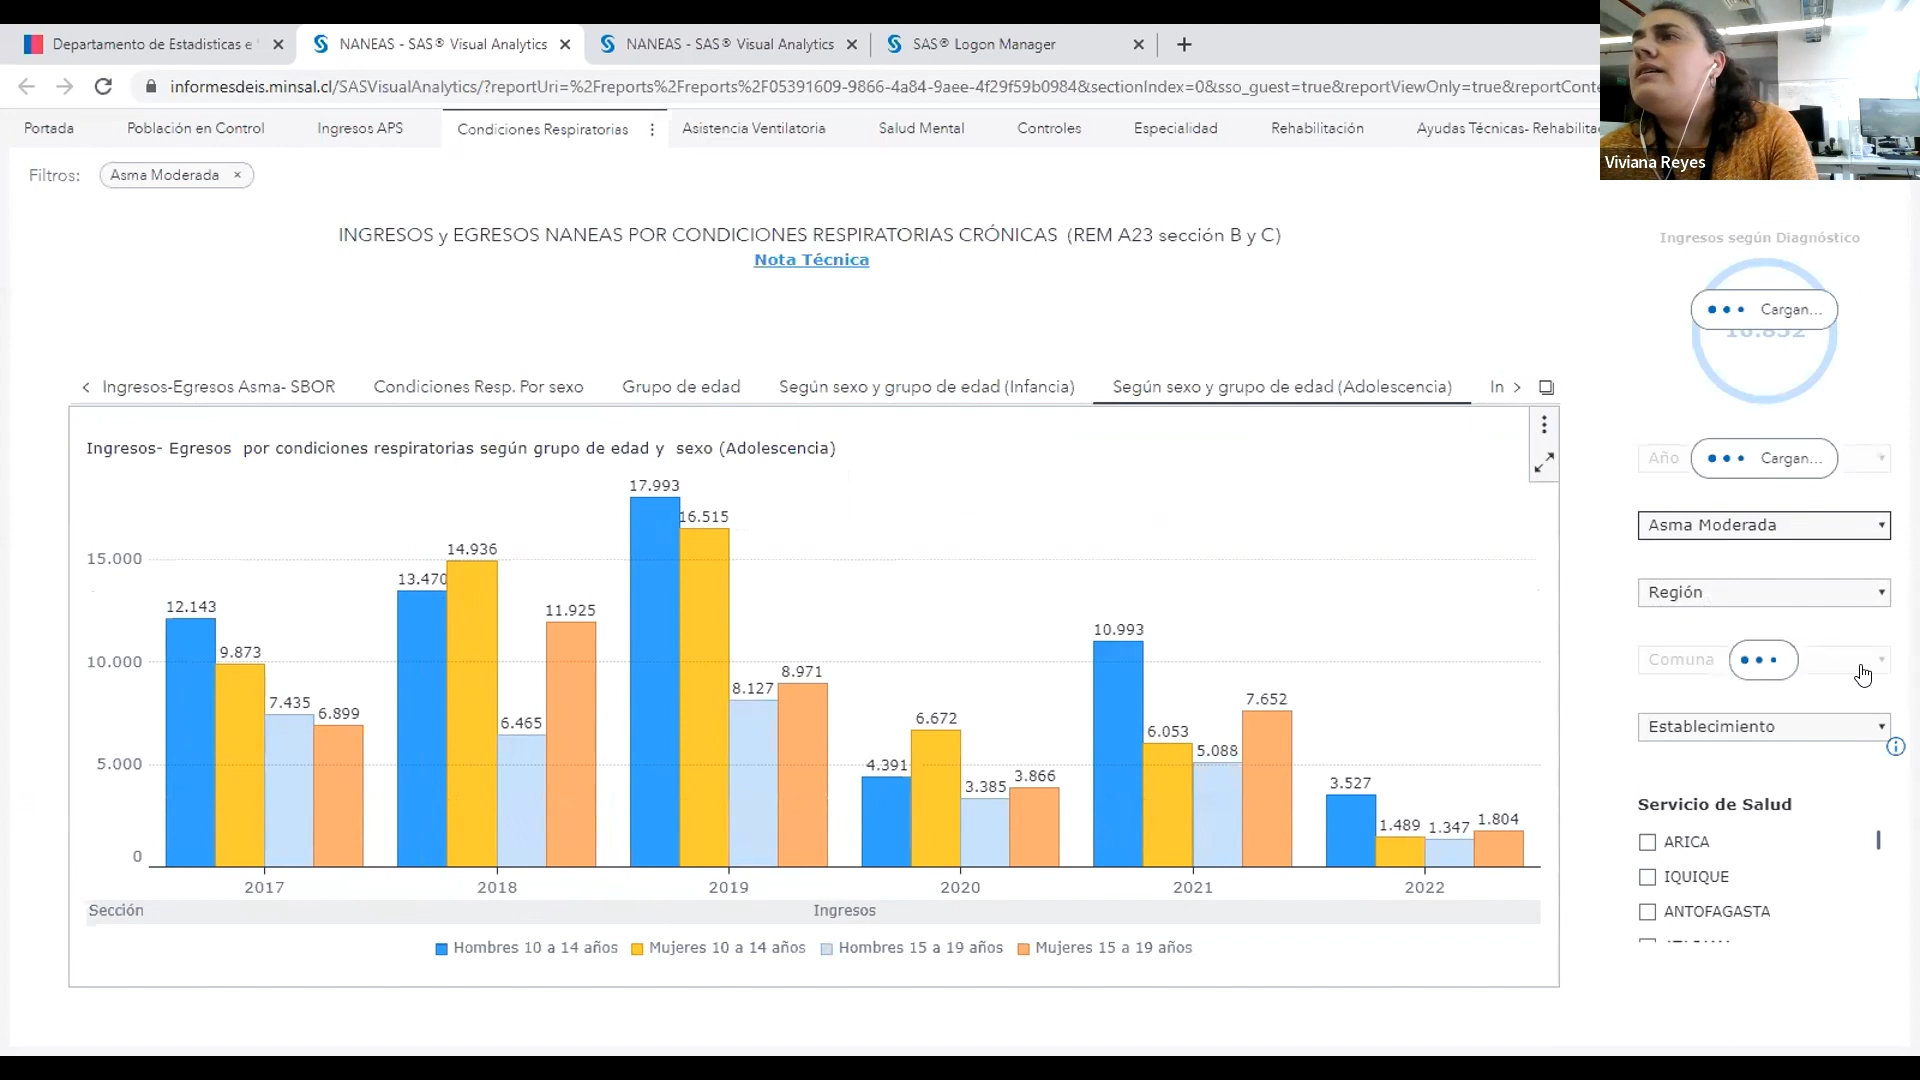 Departamento de Estadisticas e
NANEAS - SAS® Visual Analytics
NANEAS - SAS® Visual Analytics
SAS® Logon Manager
informesdeis.minsal.cl/SASVisualAnalytics/?reportUri=%2Freports%2Freports%2F05391609-9866-4a84-9aee-4f29f59b0984&sectionIndex=0&sso_guest=true&reportViewOnly=true&reportConte
Viviana Reyes
Portada
Población en Control
Ingresos APS
Condiciones Respiratorias
Asistencia Ventilatoria
Salud Mental
Controles
Especialidad
Rehabilitación
Ayudas Técnicas- Rehabilita
Filtros:
Asma Moderada ×
INGRESOS y EGRESOS NANEAS POR CONDICIONES RESPIRATORIAS CRÓNICAS (REM A23 sección B y C)
Nota Técnica
Ingresos-Egresos Asma- SBOR
Condiciones Resp. Por sexo
Grupo de edad
Según sexo y grupo de edad (Infancia)
Según sexo y grupo de edad (Adolescencia)
In
Ingresos- Egresos por condiciones respiratorias según grupo de edad y sexo (Adolescencia)
15.000
10.000
5.000
0
12.143
9.873
7.435
6.899
13.470
14.936
6.465
11.925
17.993
16.515
8.127
8.971
4.391
6.672
3.385
3.866
10.993
6.053
5.088
7.652
3.527
1.489
1.347
1.804
2017
2018
2019
2020
2021
2022
Sección
Ingresos
Hombres 10 a 14 años
Mujeres 10 a 14 años
Hombres 15 a 19 años
Mujeres 15 a 19 años
Ingresos según Diagnóstico
Cargan...
Año
Cargan...
Asma Moderada
Región
Comuna
Establecimiento
Servicio de Salud
ARICA
IQUIQUE
ANTOFAGASTA